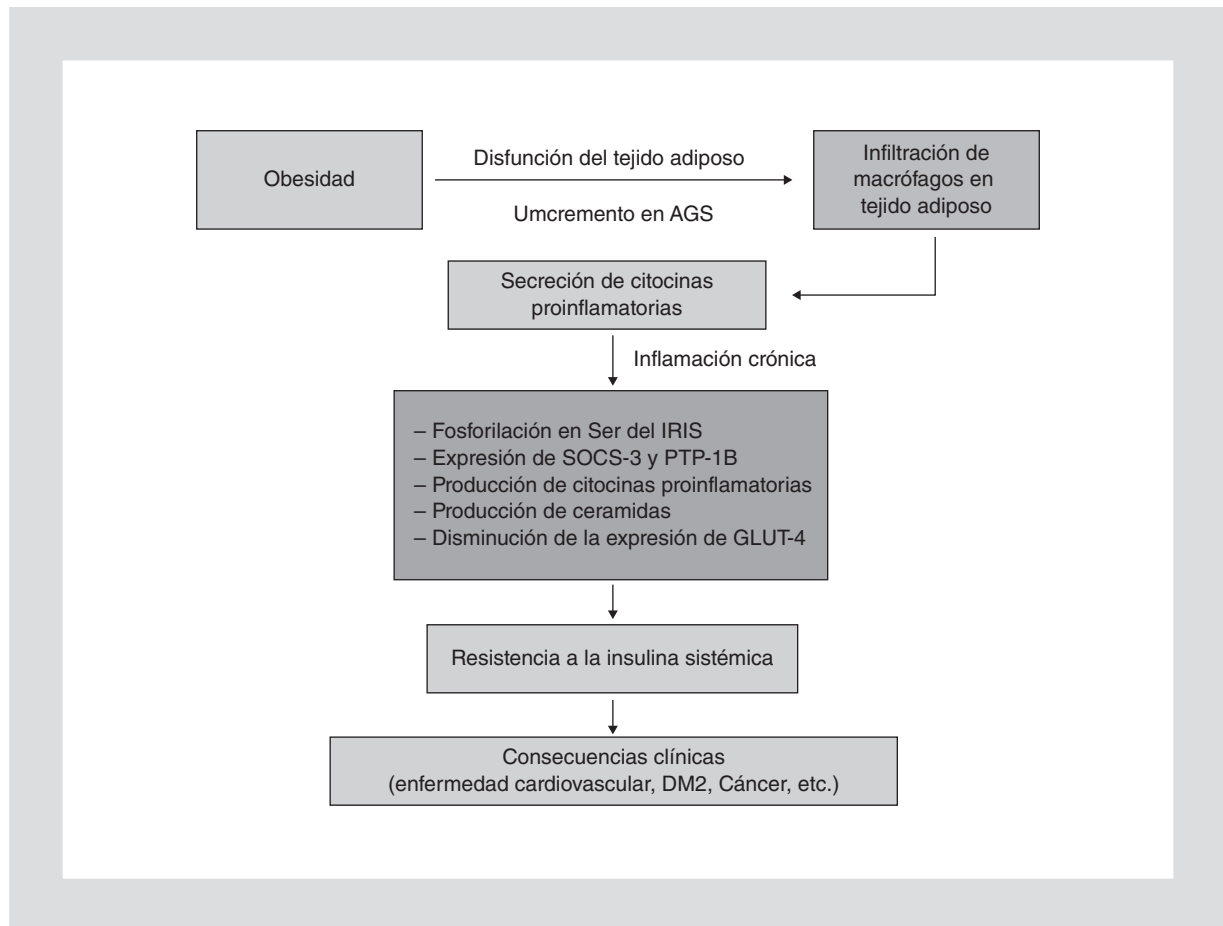 Obesidad
Disfunción del tejido adiposo
Umcremento en AGS
Infiltración de
macrófagos en
tejido adiposo
Secreción de citocinas
proinflamatorias
Inflamación crónica
– Fosforilación en Ser del IRIS
– Expresión de SOCS-3 y PTP-1B
– Producción de citocinas proinflamatorias
– Producción de ceramidas
– Disminución de la expresión de GLUT-4
Resistencia a la insulina sistémica
Consecuencias clínicas
(enfermedad cardiovascular, DM2, Cáncer, etc.)